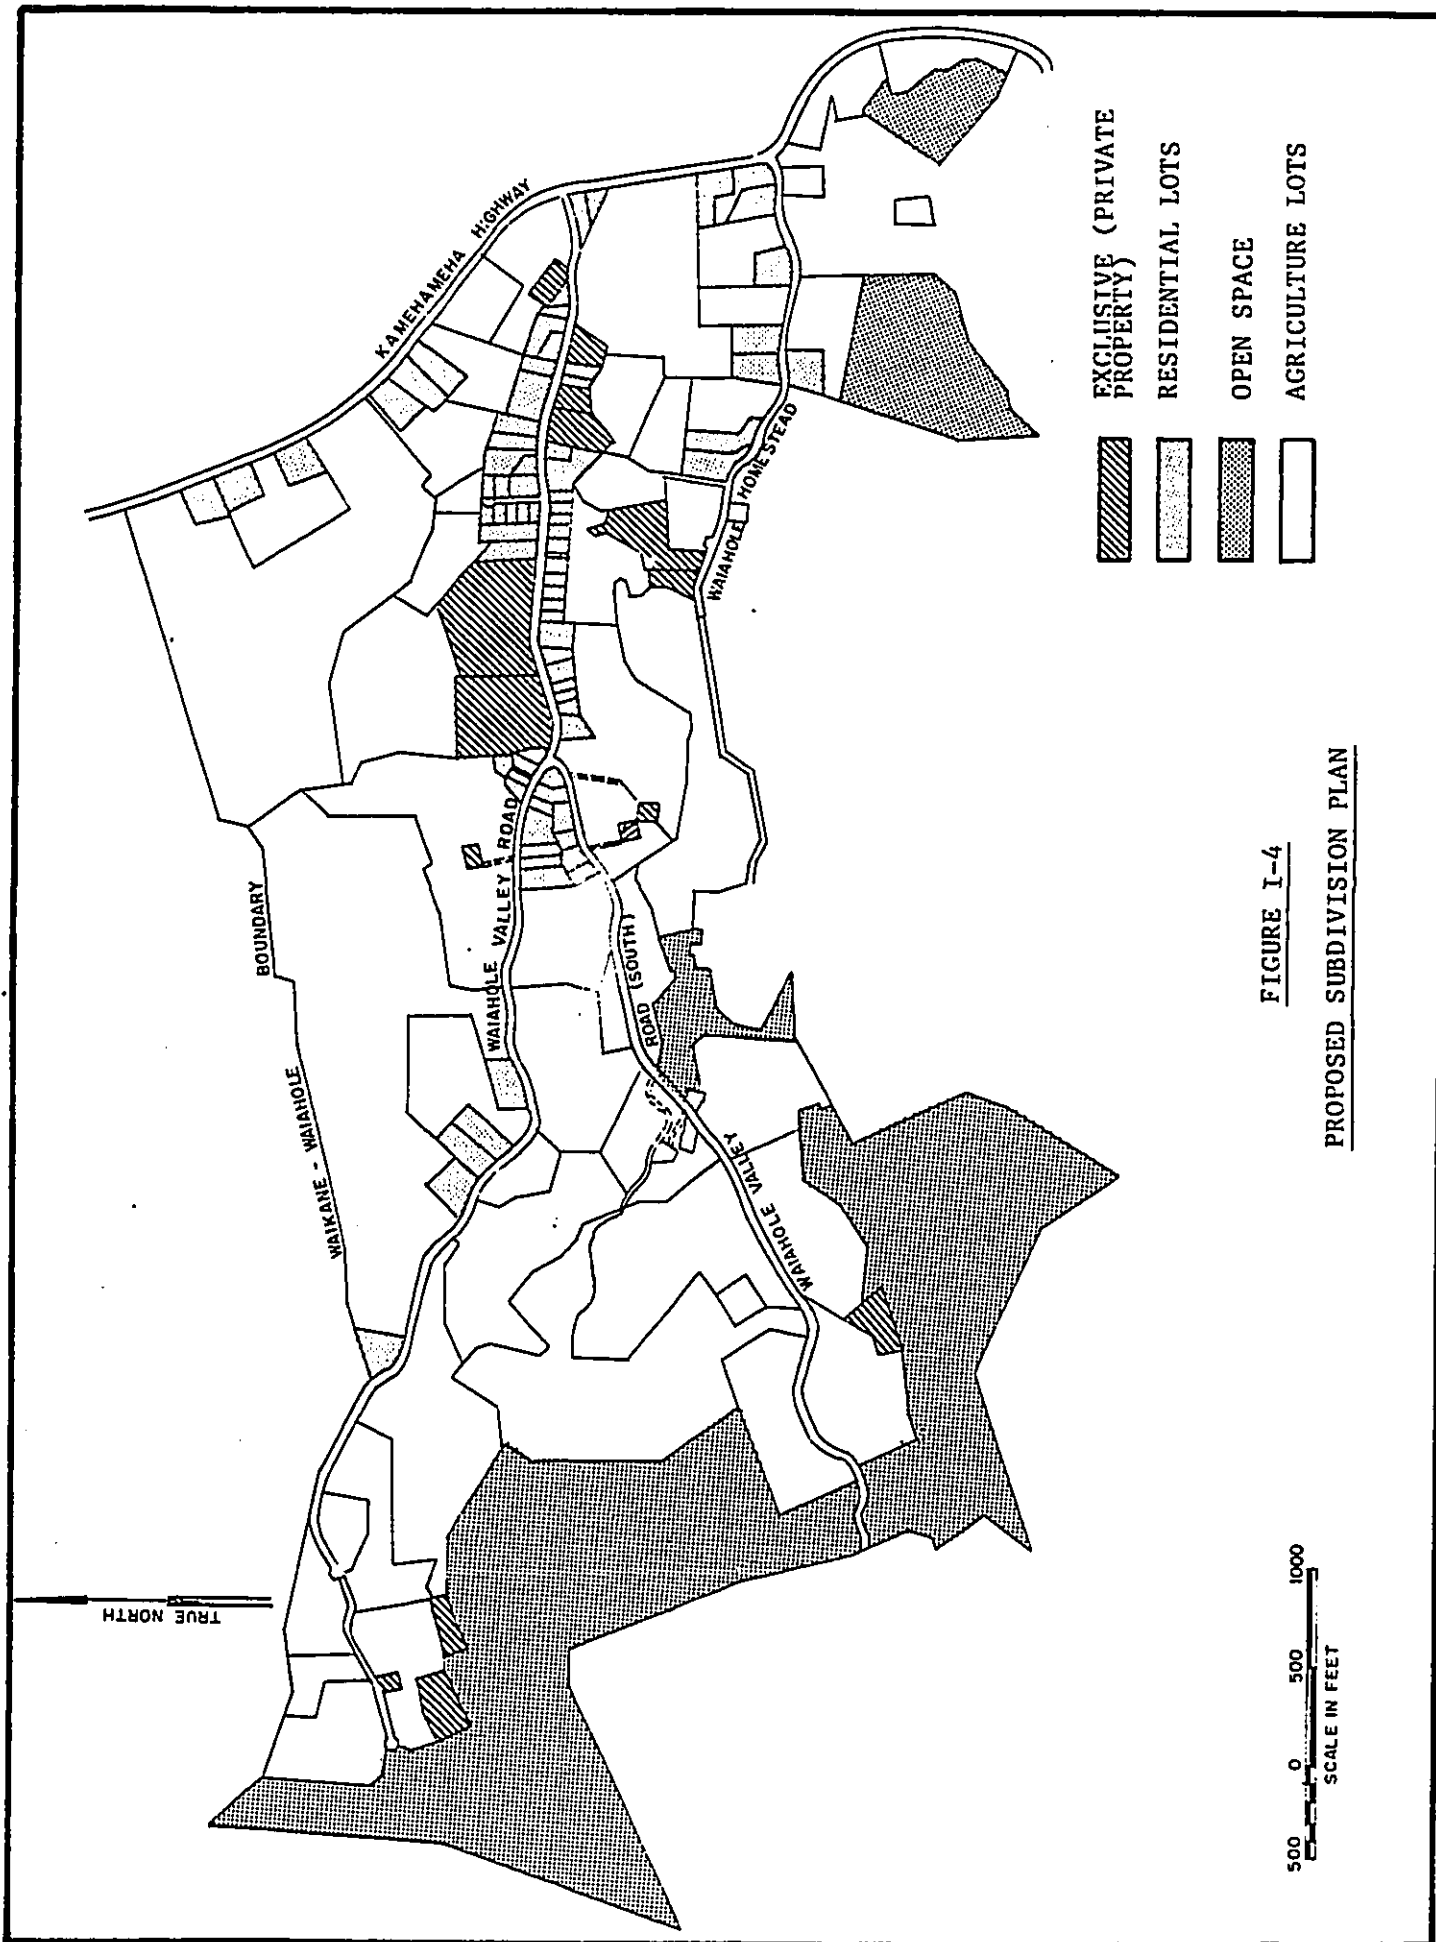 KAMEHAMEHA HIGHWAY
BOUNDARY
WAIKANE - WAIAHOLE
WAIAHOLE VALLEY ROAD
WAIAHOLE HOMESTEAD
ROAD (SOUTH)
WAIAHOLE VALLEY
TRUE NORTH
EXCLUSIVE (PRIVATE
PROPERTY)
RESIDENTIAL LOTS
OPEN SPACE
AGRICULTURE LOTS
500 0 500 1000
SCALE IN FEET
FIGURE I-4
PROPOSED SUBDIVISION PLAN